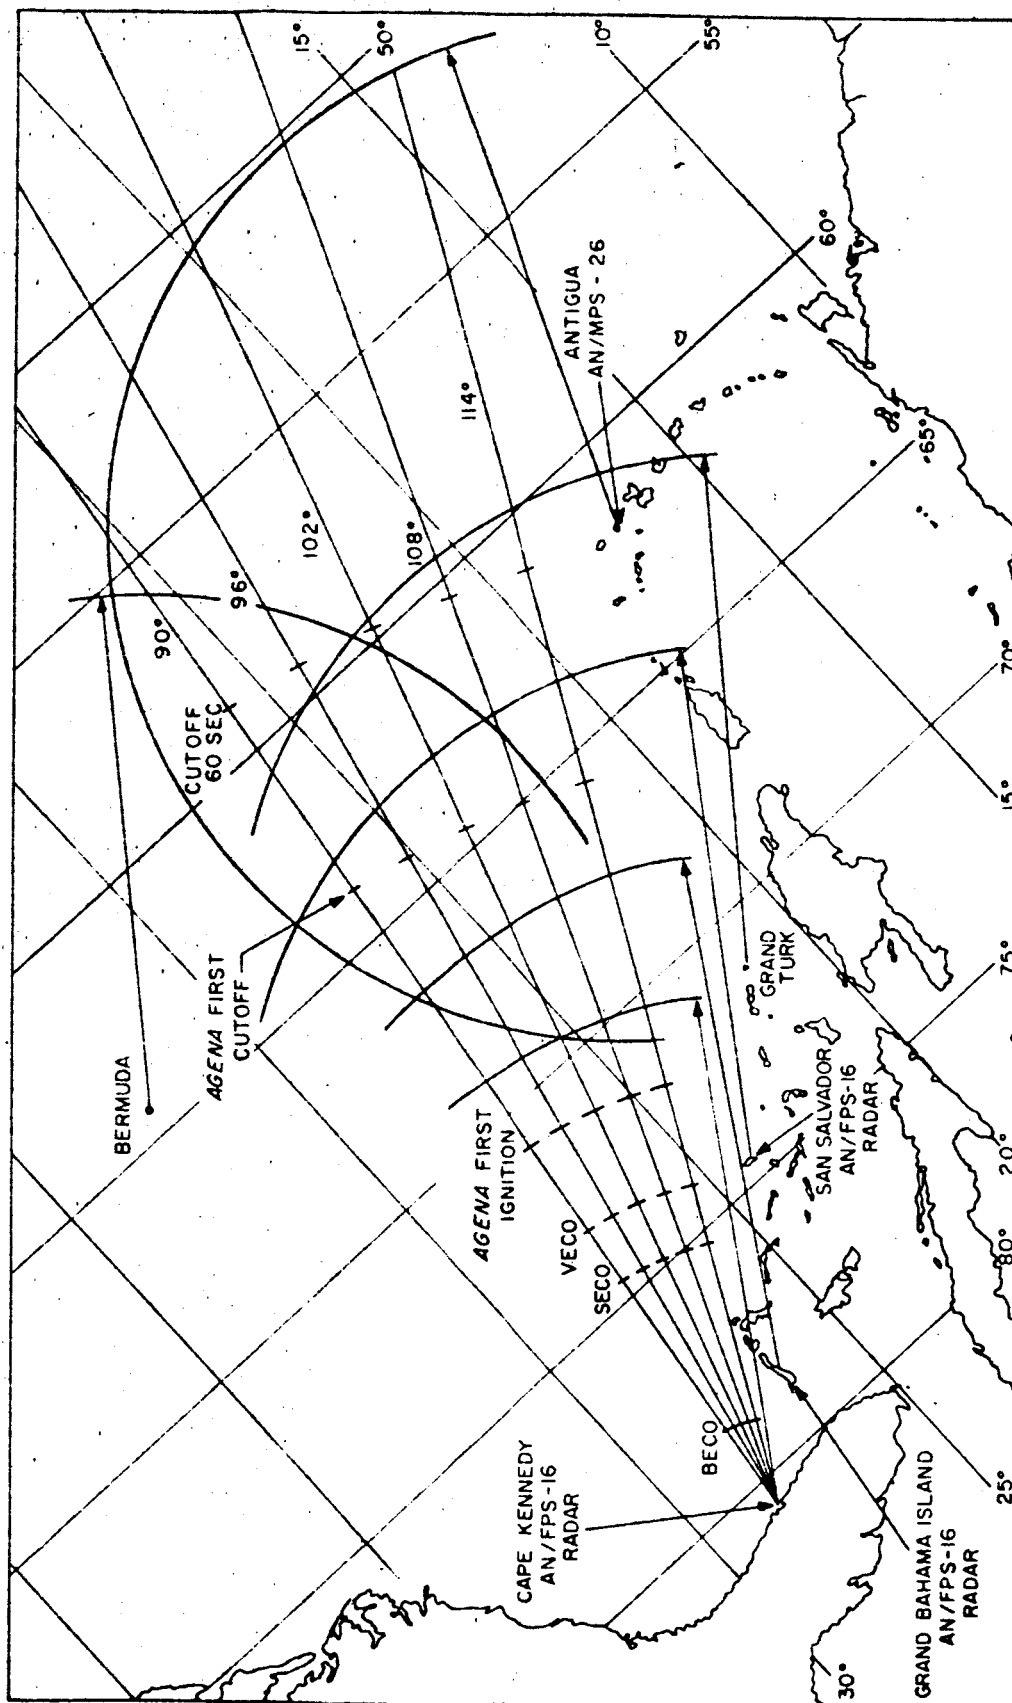 15°
50°
10°
55°
60°
ANTIGUA
AN/MPS - 26
114°
65°
102°
108°
96°
90°
70°
CUTOFF
60 SEC
15°
AGENA FIRST
CUTOFF
GRAND
TURK
75°
BERMUDA
SAN SALVADOR
AN/FPS-16
RADAR
AGENA FIRST
IGNITION
20°
VECO
SECO
80°
BECO
CAPE KENNEDY
AN/FPS-16
RADAR
25°
GRAND BAHAMA ISLAND
AN/FPS-16
RADAR
30°